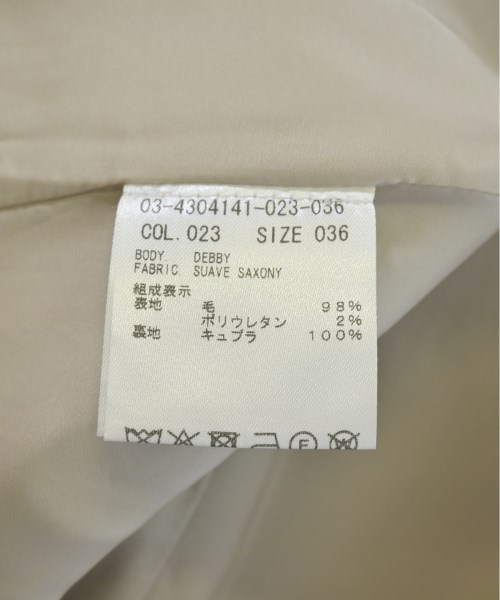 03-4304141-023-036
COL. 023 SIZE 036
BODY. DEBBY
FABRIC. SUAVE SAXONY
組成表示
表地 毛 98%
ポリウレタン 2%
裏地 キュプラ 100%